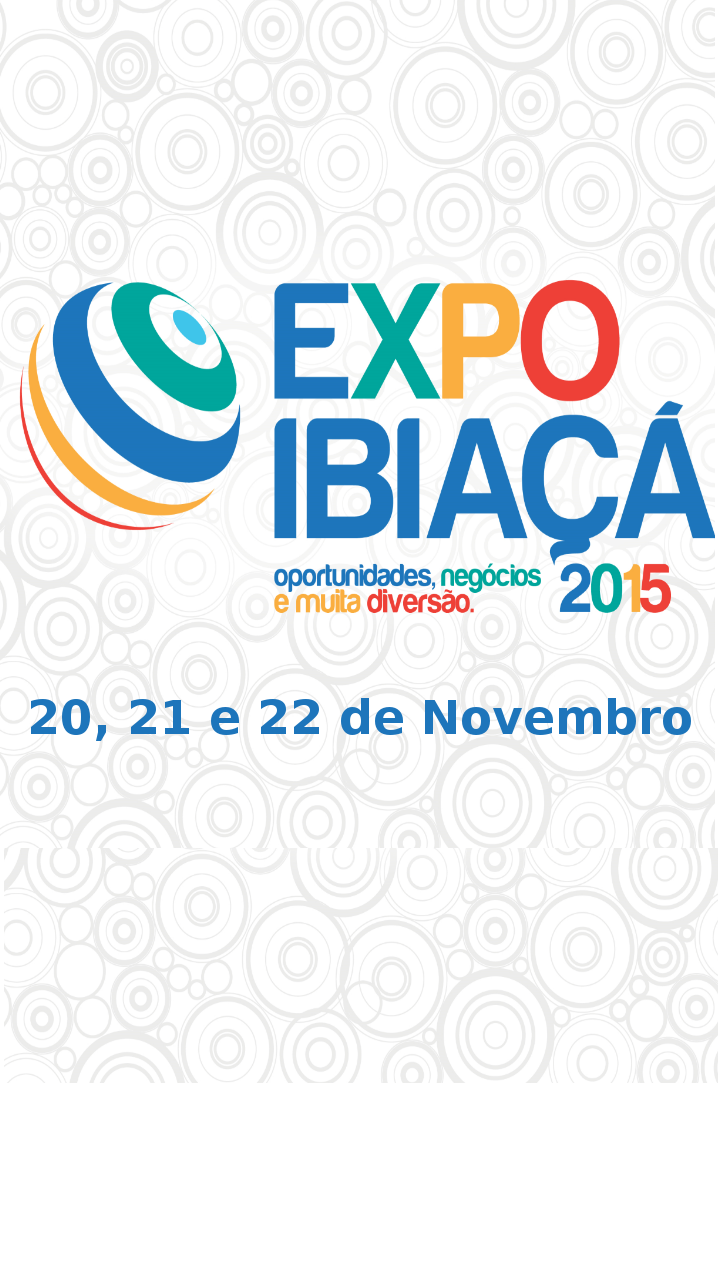 EXPO
IBIAÇÁ
oportunidades, negócios
e muita diversão.
2015
20, 21 e 22 de Novembro